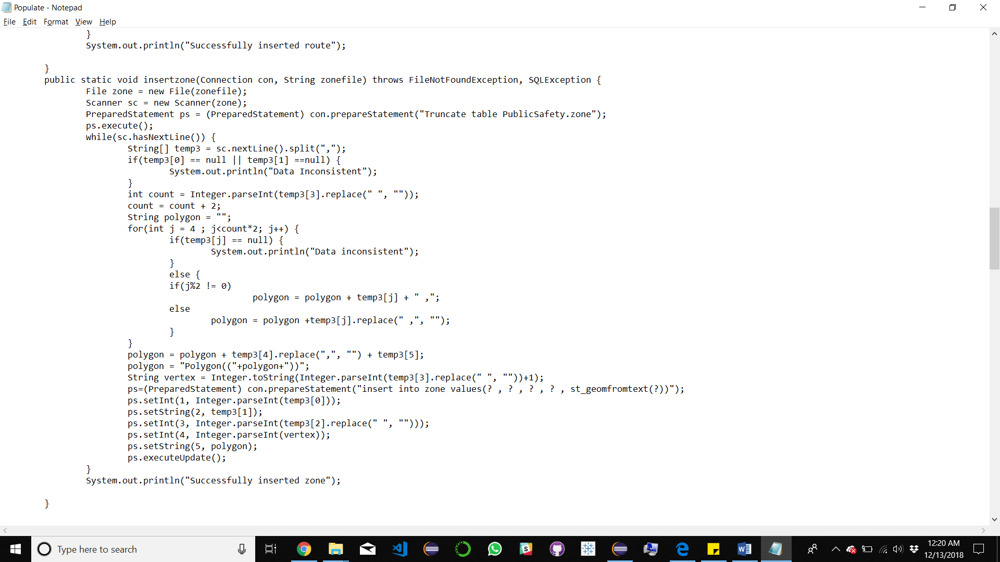 Populate - Notepad
File Edit Format View Help
}
System.out.println("Successfully inserted route");
}
public static void insertzone(Connection con, String zonefile) throws FileNotFoundException, SQLException {
File zone = new File(zonefile);
Scanner sc = new Scanner(zone);
PreparedStatement ps = (PreparedStatement) con.prepareStatement("Truncate table PublicSafety.zone");
ps.execute();
while(sc.hasNextLine()) {
String[] temp3 = sc.nextLine().split(",");
if(temp3[0] == null || temp3[1] ==null) {
System.out.println("Data Inconsistent");
}
int count = Integer.parseInt(temp3[3].replace(" ", ""));
count = count + 2;
String polygon = "";
for(int j = 4 ; j<count*2; j++) {
if(temp3[j] == null) {
System.out.println("Data inconsistent");
}
else {
if(j%2 != 0)
polygon = polygon + temp3[j] + " ,";
else
polygon = polygon +temp3[j].replace(" ,", "");
}
}
polygon = polygon + temp3[4].replace(",", "") + temp3[5];
polygon = "Polygon(("+polygon+"))";
String vertex = Integer.toString(Integer.parseInt(temp3[3].replace(" ", ""))+1);
ps=(PreparedStatement) con.prepareStatement("insert into zone values(? , ? , ? , ? , st_geomfromtext(?))");
ps.setInt(1, Integer.parseInt(temp3[0]));
ps.setString(2, temp3[1]);
ps.setInt(3, Integer.parseInt(temp3[2].replace(" ", "")));
ps.setInt(4, Integer.parseInt(vertex));
ps.setString(5, polygon);
ps.executeUpdate();
}
System.out.println("Successfully inserted zone");
}
Type here to search
12:20 AM
12/13/2018